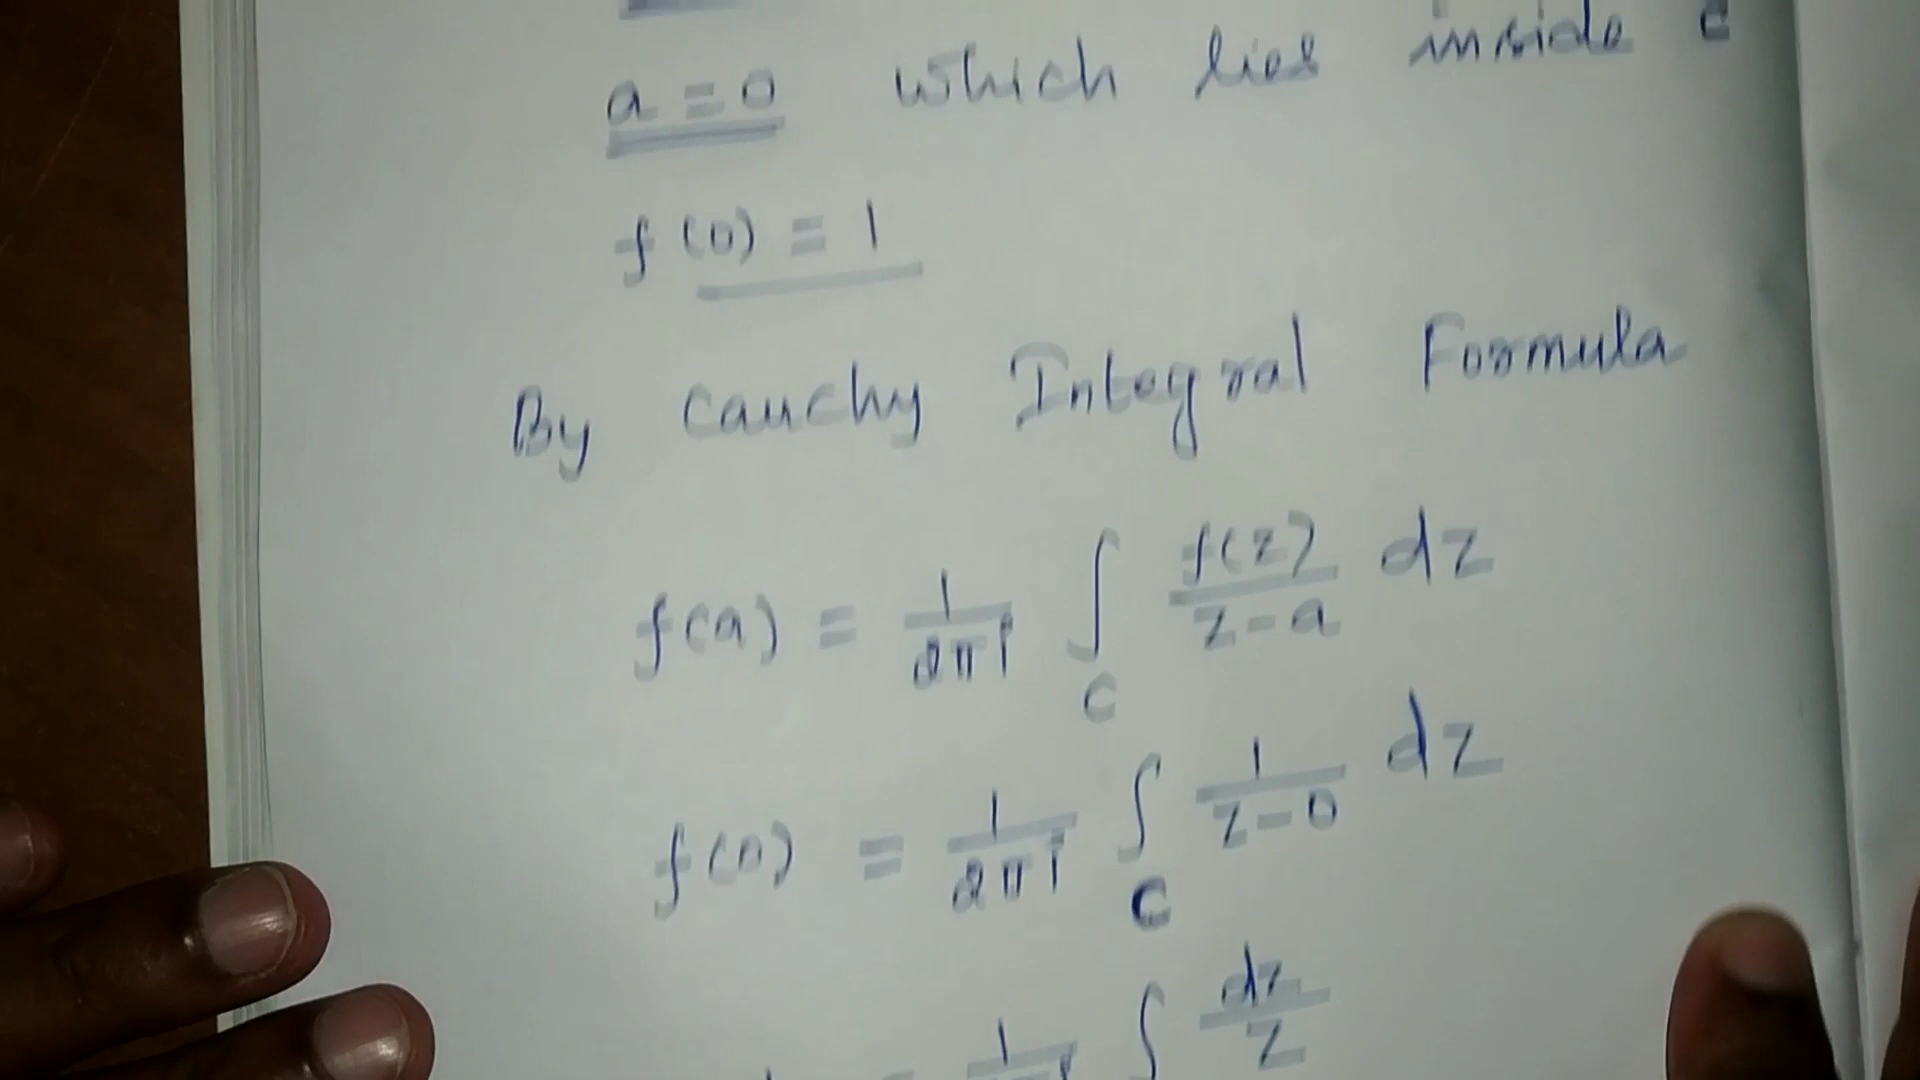 a = 0 which lies inside C
f(0) = 1
By Cauchy Integral Formula
f(a) = 1/2πi ∫_C f(z)/z-a dz
f(0) = 1/2πi ∫_C 1/z-0 dz
∫ dz/z